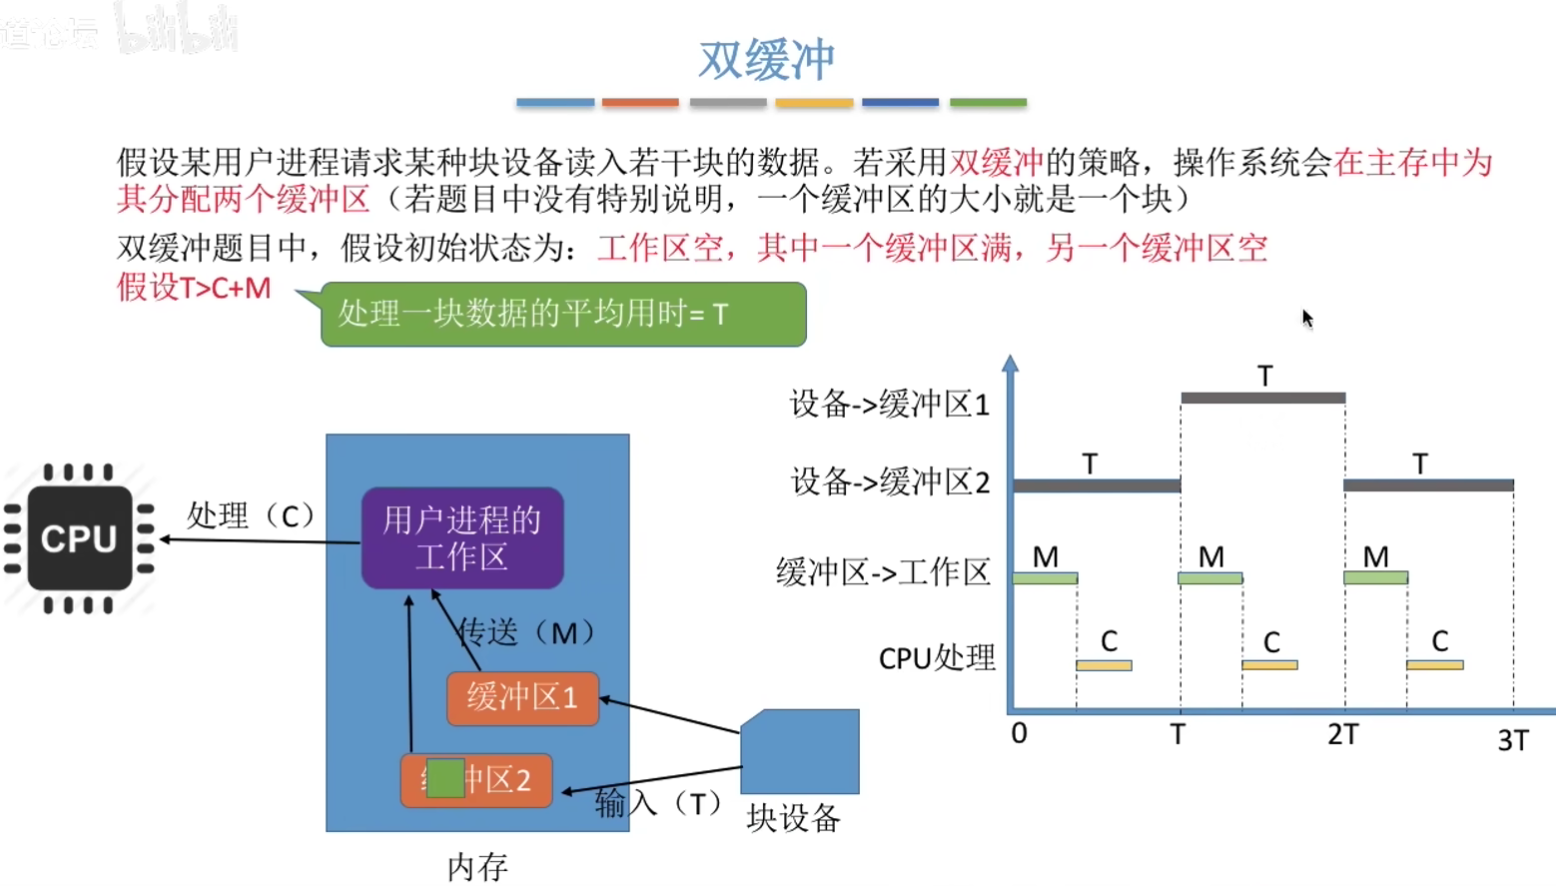 道论坛 bilibili
双缓冲
假设某用户进程请求某种块设备读入若干块的数据。若采用双缓冲的策略，操作系统会在主存中为
其分配两个缓冲区（若题目中没有特别说明，一个缓冲区的大小就是一个块）
双缓冲题目中，假设初始状态为：工作区空，其中一个缓冲区满，另一个缓冲区空
假设T>C+M
处理一块数据的平均用时= T
CPU
处理（C）
用户进程的
工作区
传送（M）
缓冲区1
冲区2
输入（T）
块设备
内存
设备->缓冲区1
T
设备->缓冲区2
T
T
缓冲区->工作区
M
M
M
CPU处理
C
C
C
0
T
2T
3T